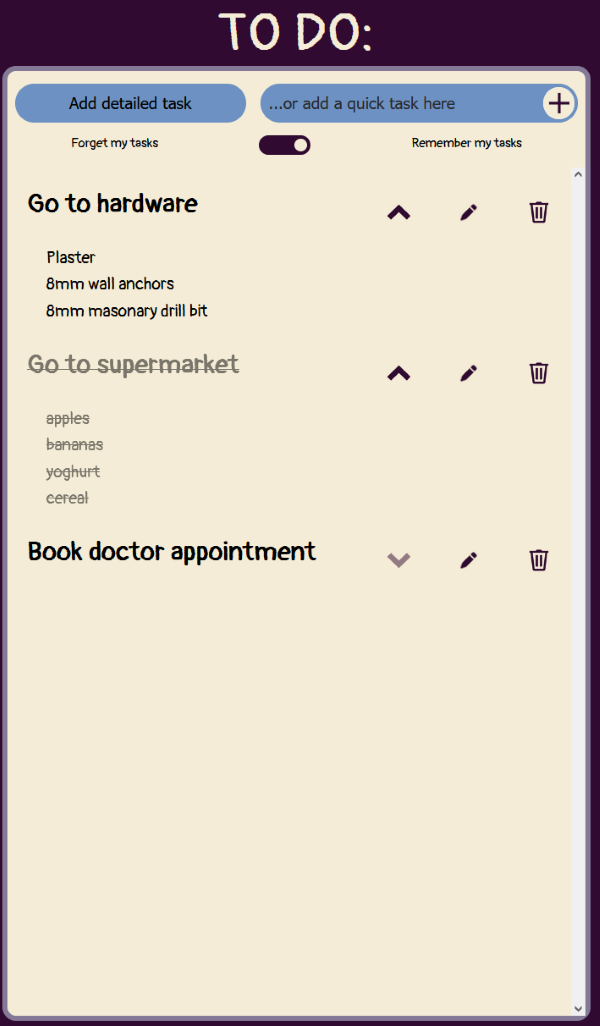 TO DO:
Add detailed task
...or add a quick task here
Forget my tasks
Remember my tasks
Go to hardware
Plaster
8mm wall anchors
8mm masonary drill bit
Go to supermarket
apples
bananas
yoghurt
cereal
Book doctor appointment